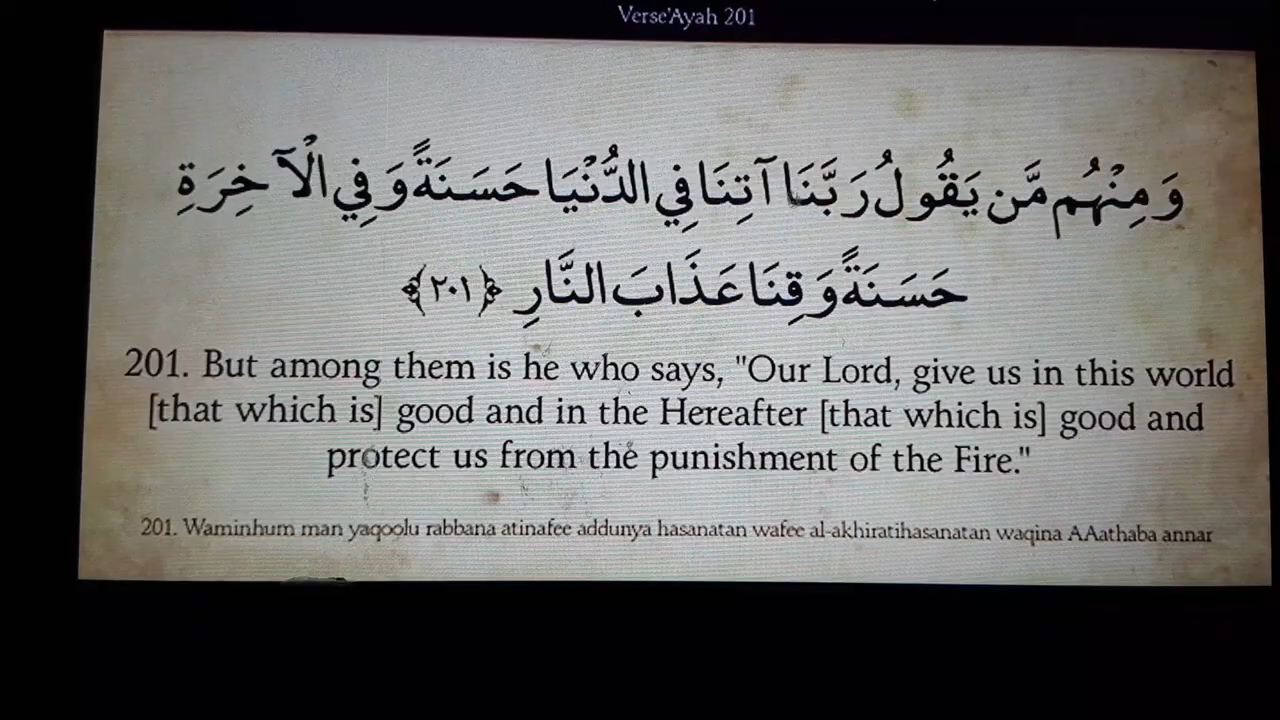 Verse'Ayah 201
وَمِنْهُم مَّن يَقُولُ رَبَّنَا آتِنَا فِي الدُّنْيَا حَسَنَةً وَفِي الْآخِرَةِ
حَسَنَةً وَقِنَا عَذَابَ النَّارِ ﴿٢٠١﴾
201. But among them is he who says, "Our Lord, give us in this world
[that which is] good and in the Hereafter [that which is] good and
protect us from the punishment of the Fire."
201. Waminhum man yaqoolu rabbana atinafee addunya hasanatan wafee al-akhiratihasanatan waqina AAathaba annar